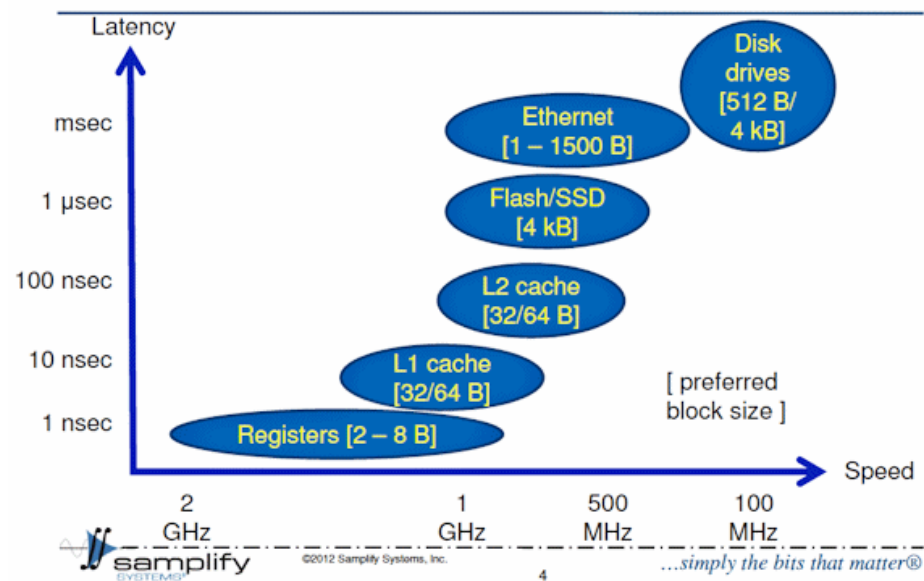 Latency
Disk
drives
[512 B/
4 kB]
msec
Ethernet
[1 – 1500 B]
1 µsec
Flash/SSD
[4 kB]
100 nsec
L2 cache
[32/64 B]
10 nsec
L1 cache
[32/64 B]
[ preferred
block size ]
1 nsec
Registers [2 – 8 B]
Speed
2
GHz
1
GHz
500
MHz
100
MHz
samplify
SYSTEMS
©2012 Samplify Systems, Inc.
4
...simply the bits that matter®